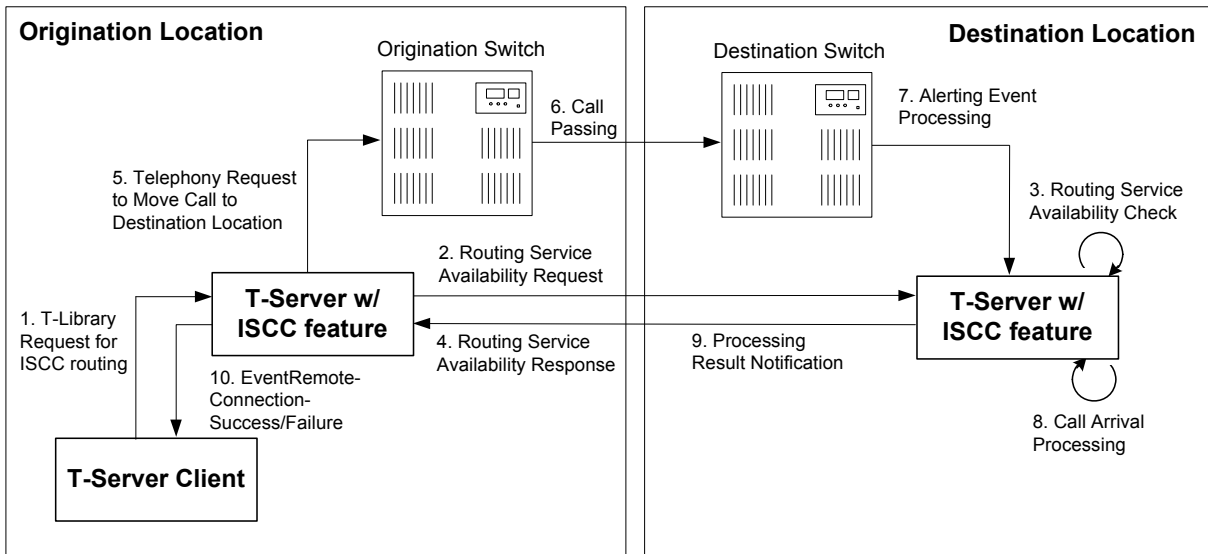 Origination Location
Origination Switch
6. Call
Passing
5. Telephony Request
to Move Call to
Destination Location
2. Routing Service
Availability Request
T-Server w/
ISCC feature
1. T-Library
Request for
ISCC routing
4. Routing Service
Availability Response
10. EventRemote-
Connection-
Success/Failure
T-Server Client
Destination Location
Destination Switch
7. Alerting Event
Processing
3. Routing Service
Availability Check
T-Server w/
ISCC feature
9. Processing
Result Notification
8. Call Arrival
Processing